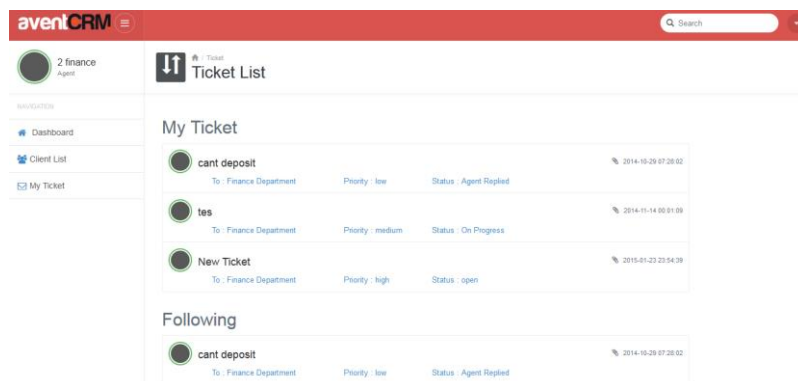 aventCRM
Search
2 finance
Agent
/ Ticket
Ticket List
NAVIGATION
Dashboard
Client List
My Ticket
My Ticket
cant deposit
2014-10-29 07:28:02
To : Finance Department Priority : low Status : Agent Replied
tes
2014-11-14 00:01:09
To : Finance Department Priority : medium Status : On Progress
New Ticket
2015-01-23 23:54:39
To : Finance Department Priority : high Status : open
Following
cant deposit
2014-10-29 07:28:02
To : Finance Department Priority : low Status : Agent Replied